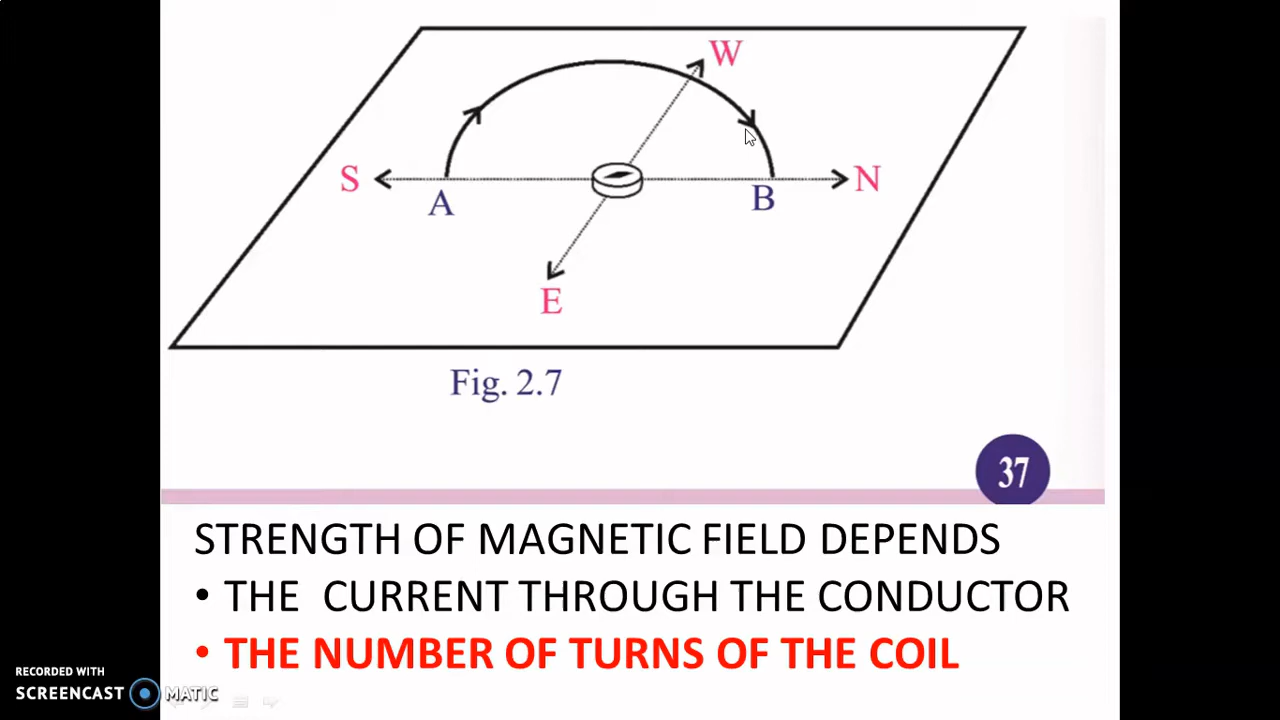 W
S
N
A
B
E
Fig. 2.7
37
STRENGTH OF MAGNETIC FIELD DEPENDS
• THE CURRENT THROUGH THE CONDUCTOR
• THE NUMBER OF TURNS OF THE COIL
RECORDED WITH
SCREENCAST MATIC